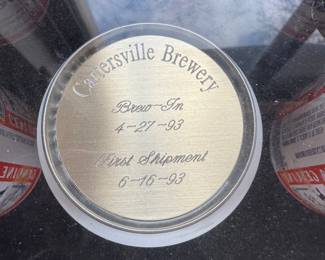 Cartersville Brewery
Brew-In
4-27-93
First Shipment
6-16-93